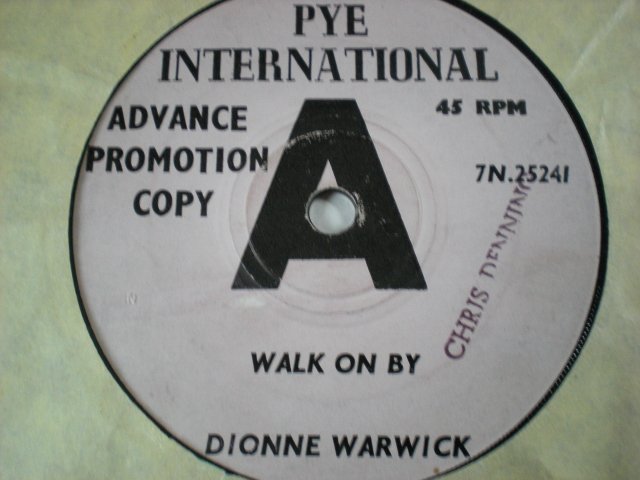 PYE
INTERNATIONAL
ADVANCE
PROMOTION
COPY
A
45 RPM
7N.25241
CHRIS DENNING
WALK ON BY
DIONNE WARWICK